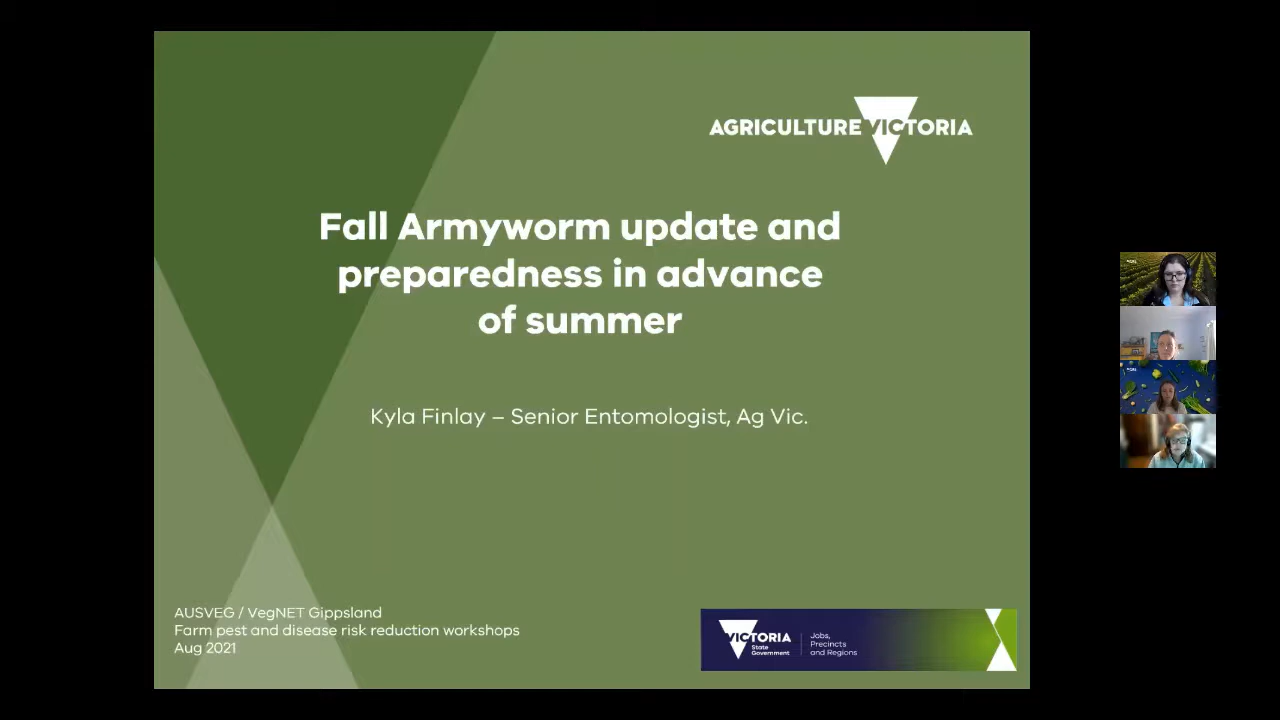 AGRICULTURE VICTORIA
Fall Armyworm update and
preparedness in advance
of summer
Kyla Finlay – Senior Entomologist, Ag Vic.
AUSVEG / VegNET Gippsland
Farm pest and disease risk reduction workshops
Aug 2021
VICTORIA
State
Government
Jobs,
Precincts
and Regions